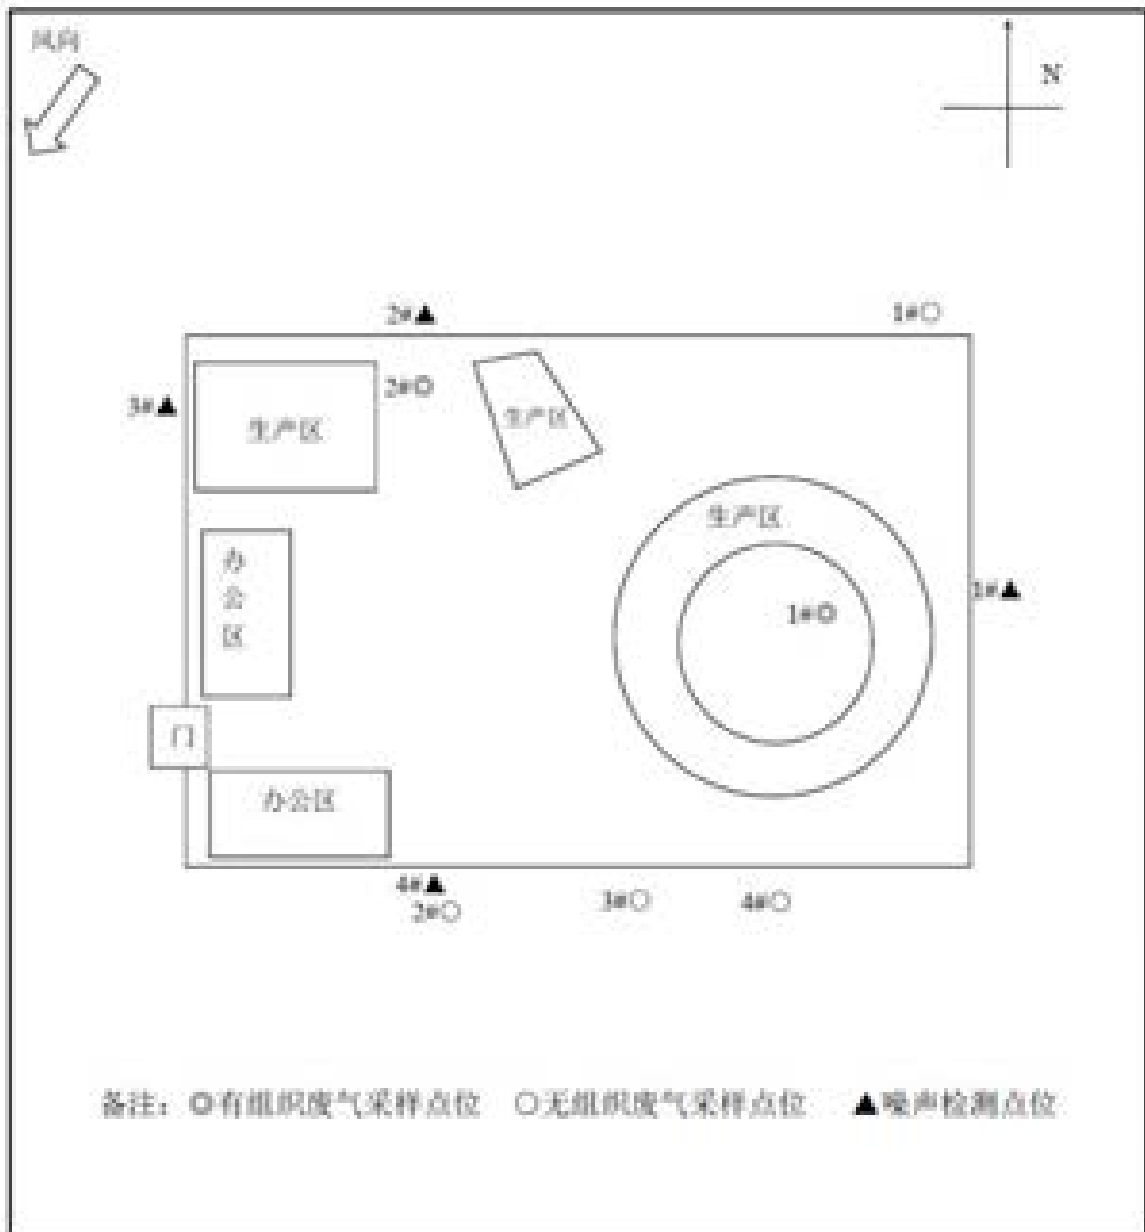 风向
N
2#▲
1#○
3#▲
2#◎
生产区
生产区
生产区
办
公
区
1#▲
1#◎
门
办公区
4#▲
2#○
3#○
4#○
备注：◎有组织废气采样点位 ○无组织废气采样点位 ▲噪声检测点位